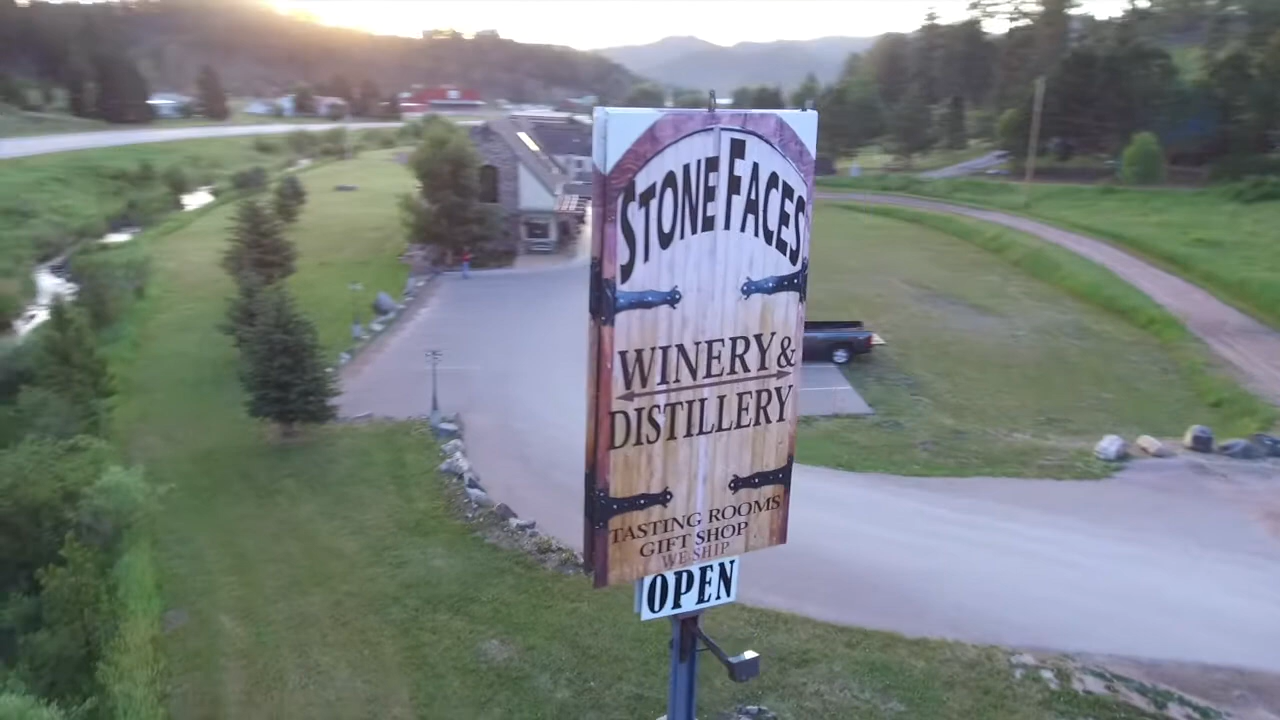 STONE FACES
WINERY &
DISTILLERY
TASTING ROOMS
GIFT SHOP
WE SHIP
OPEN